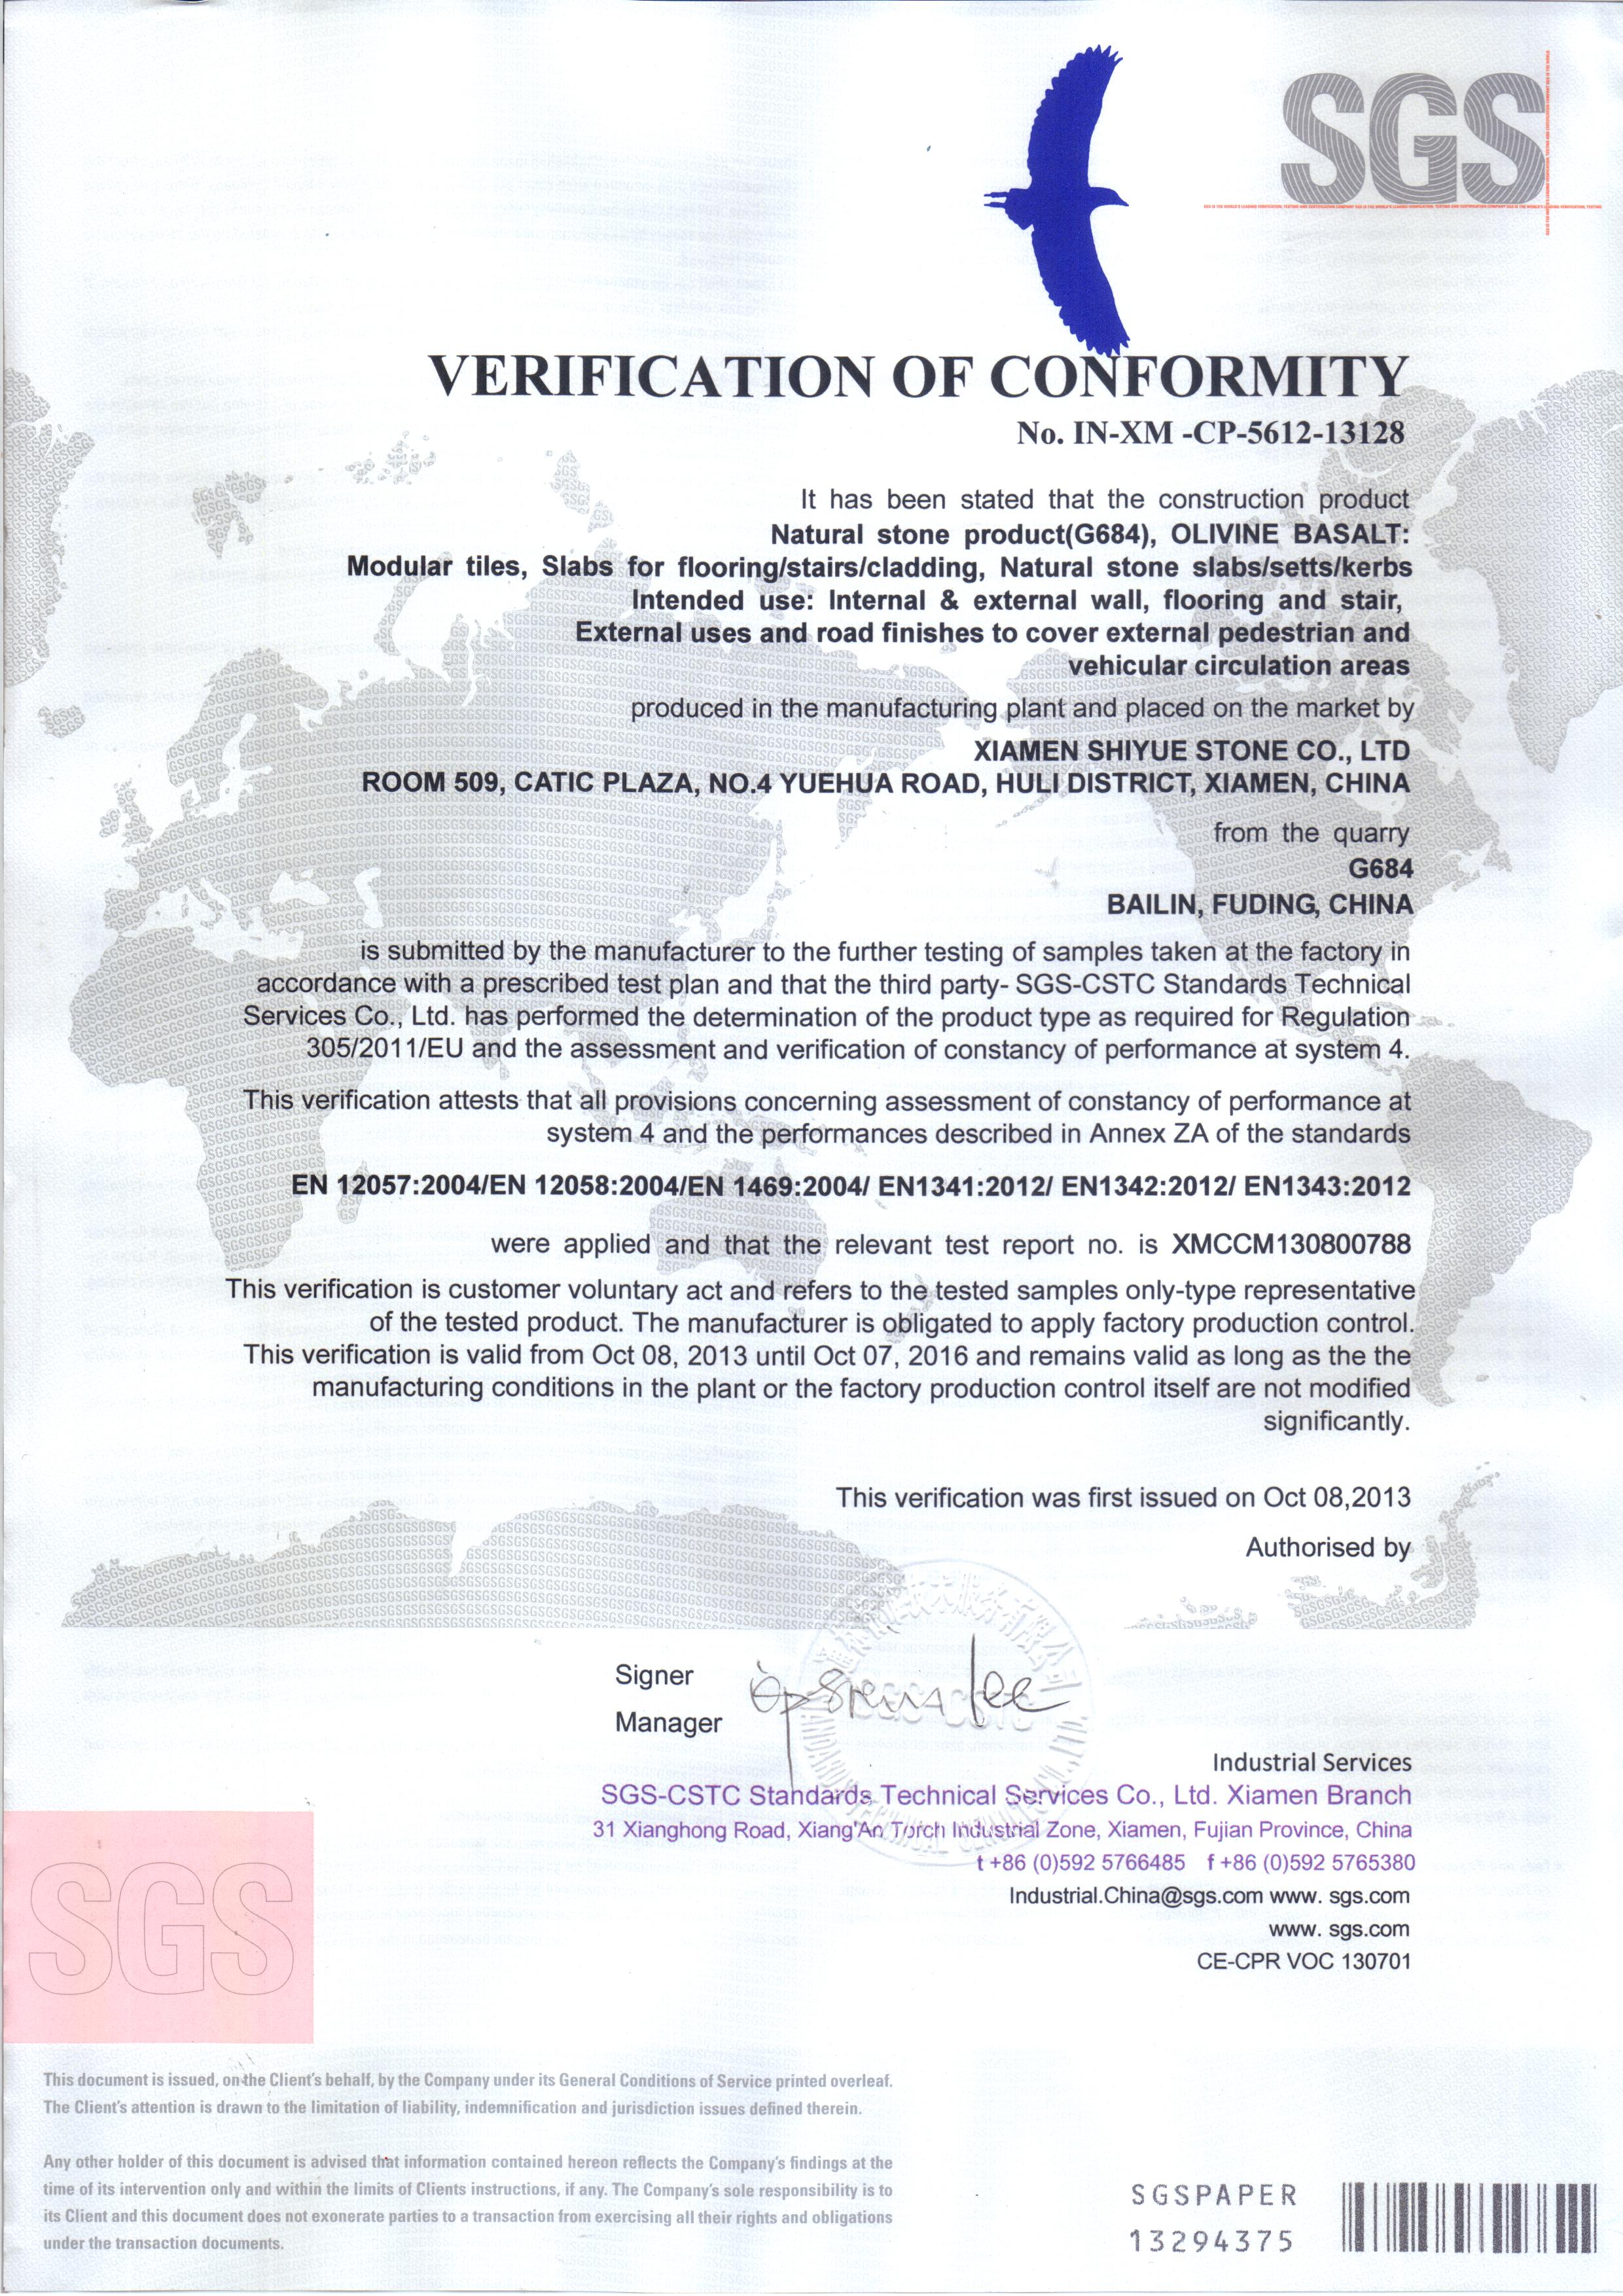 SGS
VERIFICATION OF CONFORMITY
No. IN-XM -CP-5612-13128
It has been stated that the construction product
Natural stone product(G684), OLIVINE BASALT:
Modular tiles, Slabs for flooring/stairs/cladding, Natural stone slabs/setts/kerbs
Intended use: Internal & external wall, flooring and stair,
External uses and road finishes to cover external pedestrian and
vehicular circulation areas
produced in the manufacturing plant and placed on the market by
XIAMEN SHIYUE STONE CO., LTD
ROOM 509, CATIC PLAZA, NO.4 YUEHUA ROAD, HULI DISTRICT, XIAMEN, CHINA
from the quarry
G684
BAILIN, FUDING, CHINA
is submitted by the manufacturer to the further testing of samples taken at the factory in
accordance with a prescribed test plan and that the third party- SGS-CSTC Standards Technical
Services Co., Ltd. has performed the determination of the product type as required for Regulation
305/2011/EU and the assessment and verification of constancy of performance at system 4.
This verification attests that all provisions concerning assessment of constancy of performance at
system 4 and the performances described in Annex ZA of the standards
EN 12057:2004/EN 12058:2004/EN 1469:2004/ EN1341:2012/ EN1342:2012/ EN1343:2012
were applied and that the relevant test report no. is XMCCM130800788
This verification is customer voluntary act and refers to the tested samples only-type representative
of the tested product. The manufacturer is obligated to apply factory production control.
This verification is valid from Oct 08, 2013 until Oct 07, 2016 and remains valid as long as the the
manufacturing conditions in the plant or the factory production control itself are not modified
significantly.
This verification was first issued on Oct 08,2013
Authorised by
Signer
Manager
Industrial Services
SGS-CSTC Standards Technical Services Co., Ltd. Xiamen Branch
31 Xianghong Road, Xiang'An Torch Industrial Zone, Xiamen, Fujian Province, China
t +86 (0)592 5766485 f +86 (0)592 5765380
Industrial.China@sgs.com www. sgs.com
www. sgs.com
CE-CPR VOC 130701
SGS
This document is issued, on the Client's behalf, by the Company under its General Conditions of Service printed overleaf.
The Client's attention is drawn to the limitation of liability, indemnification and jurisdiction issues defined therein.
Any other holder of this document is advised that information contained hereon reflects the Company's findings at the
time of its intervention only and within the limits of Clients instructions, if any. The Company's sole responsibility is to
its Client and this document does not exonerate parties to a transaction from exercising all their rights and obligations
under the transaction documents.
SGSPAPER
13294375